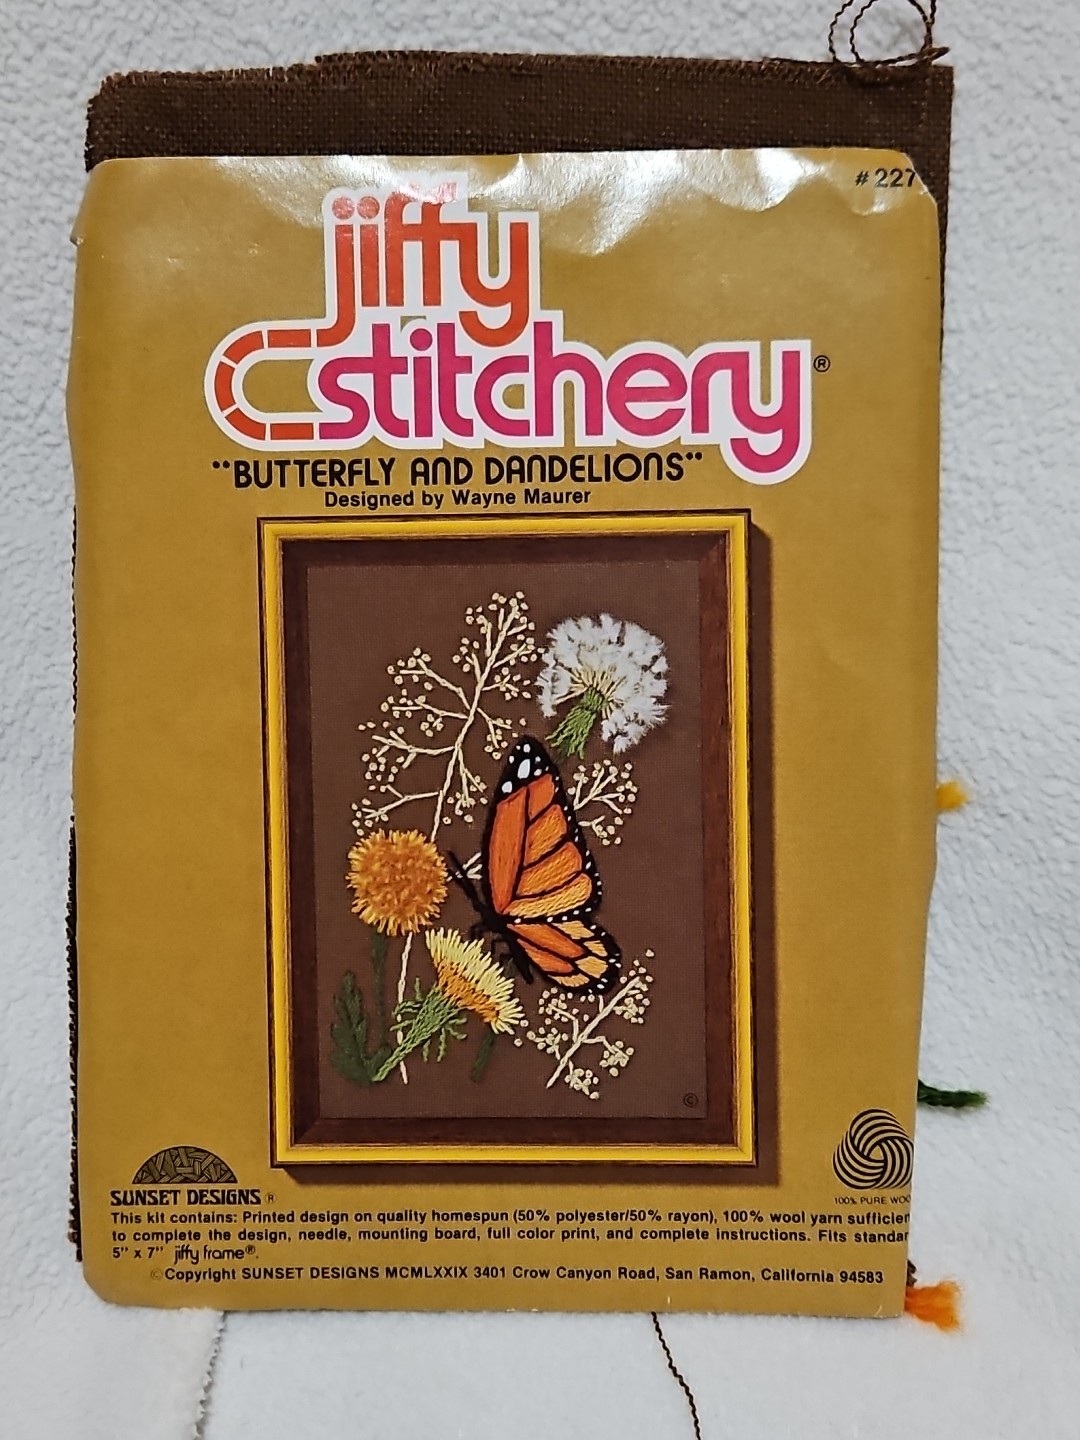 #227
jiffy
stitchery®
"BUTTERFLY AND DANDELIONS"
Designed by Wayne Maurer
©
SUNSET DESIGNS ®
100% PURE WOO
This kit contains: Printed design on quality homespun (50% polyester/50% rayon), 100% wool yarn sufficien
to complete the design, needle, mounting board, full color print, and complete instructions. Fits standar
5" x 7" jiffy frame®.
©Copyright SUNSET DESIGNS MCMLXXIX 3401 Crow Canyon Road, San Ramon, California 94583